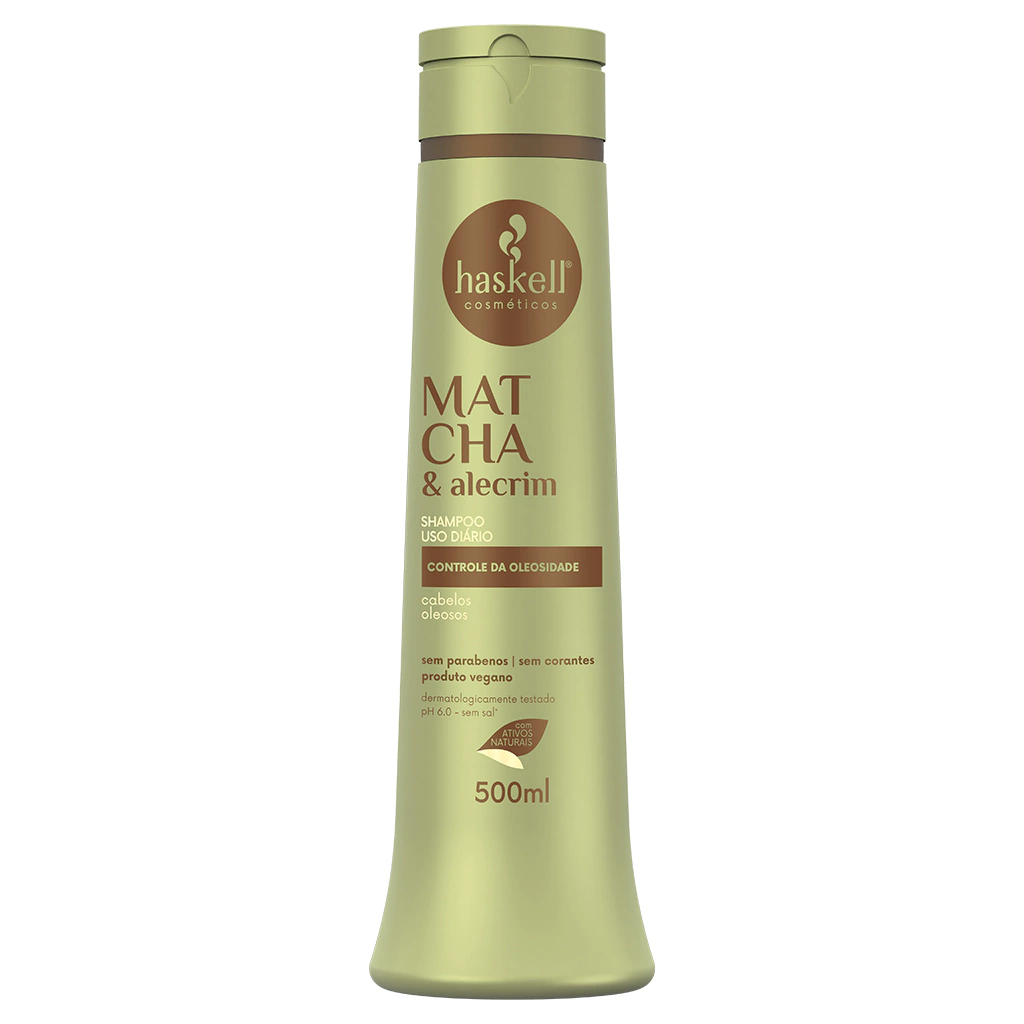 haskell®
cosméticos
MAT
CHA
& alecrim
SHAMPOO
USO DIÁRIO
CONTROLE DA OLEOSIDADE
cabelos
oleosos
sem parabenos | sem corantes
produto vegano
dermatologicamente testado
pH 6.0 - sem sal*
com
ATIVOS
NATURAIS
500ml